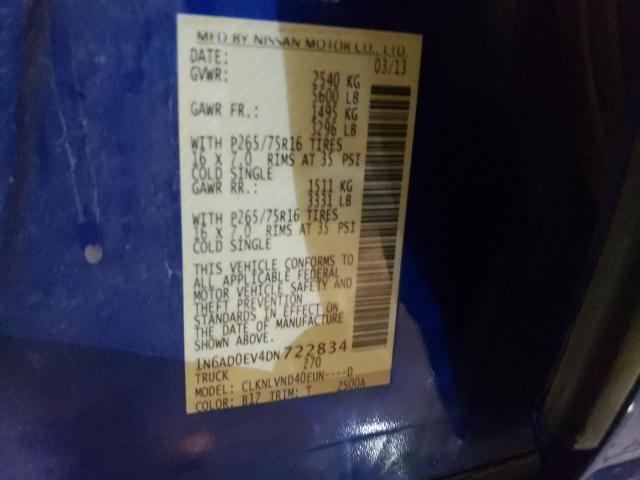 MFD BY NISSAN MOTOR CO., LTD.
DATE: 03/13
GVWR: 2540 KG
5600 LB
GAWR FR.: 1495 KG
3296 LB
WITH P265/75R16 TIRES
16 X 7.0 RIMS AT 35 PSI
COLD SINGLE
GAWR RR.: 1511 KG
3331 LB
WITH P265/75R16 TIRES
16 X 7.0 RIMS AT 35 PSI
COLD SINGLE
THIS VEHICLE CONFORMS TO
ALL APPLICABLE FEDERAL
MOTOR VEHICLE SAFETY AND
THEFT PREVENTION
STANDARDS IN EFFECT ON
THE DATE OF MANUFACTURE
SHOWN ABOVE.
1N6AD0EV4DN722834
TRUCK 270
MODEL: CLKNLVND40EUN----D
COLOR: B17 TRIM: T 2500A